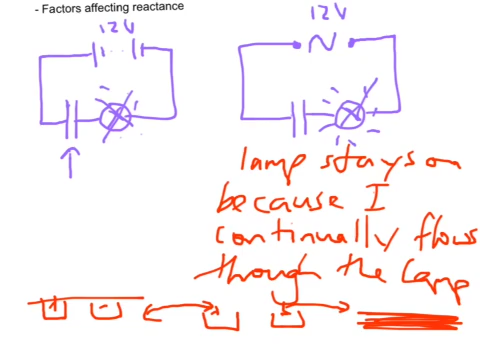 - Factors affecting reactance
12V
12V
lamp stays on
because I
continually flows
through the lamp